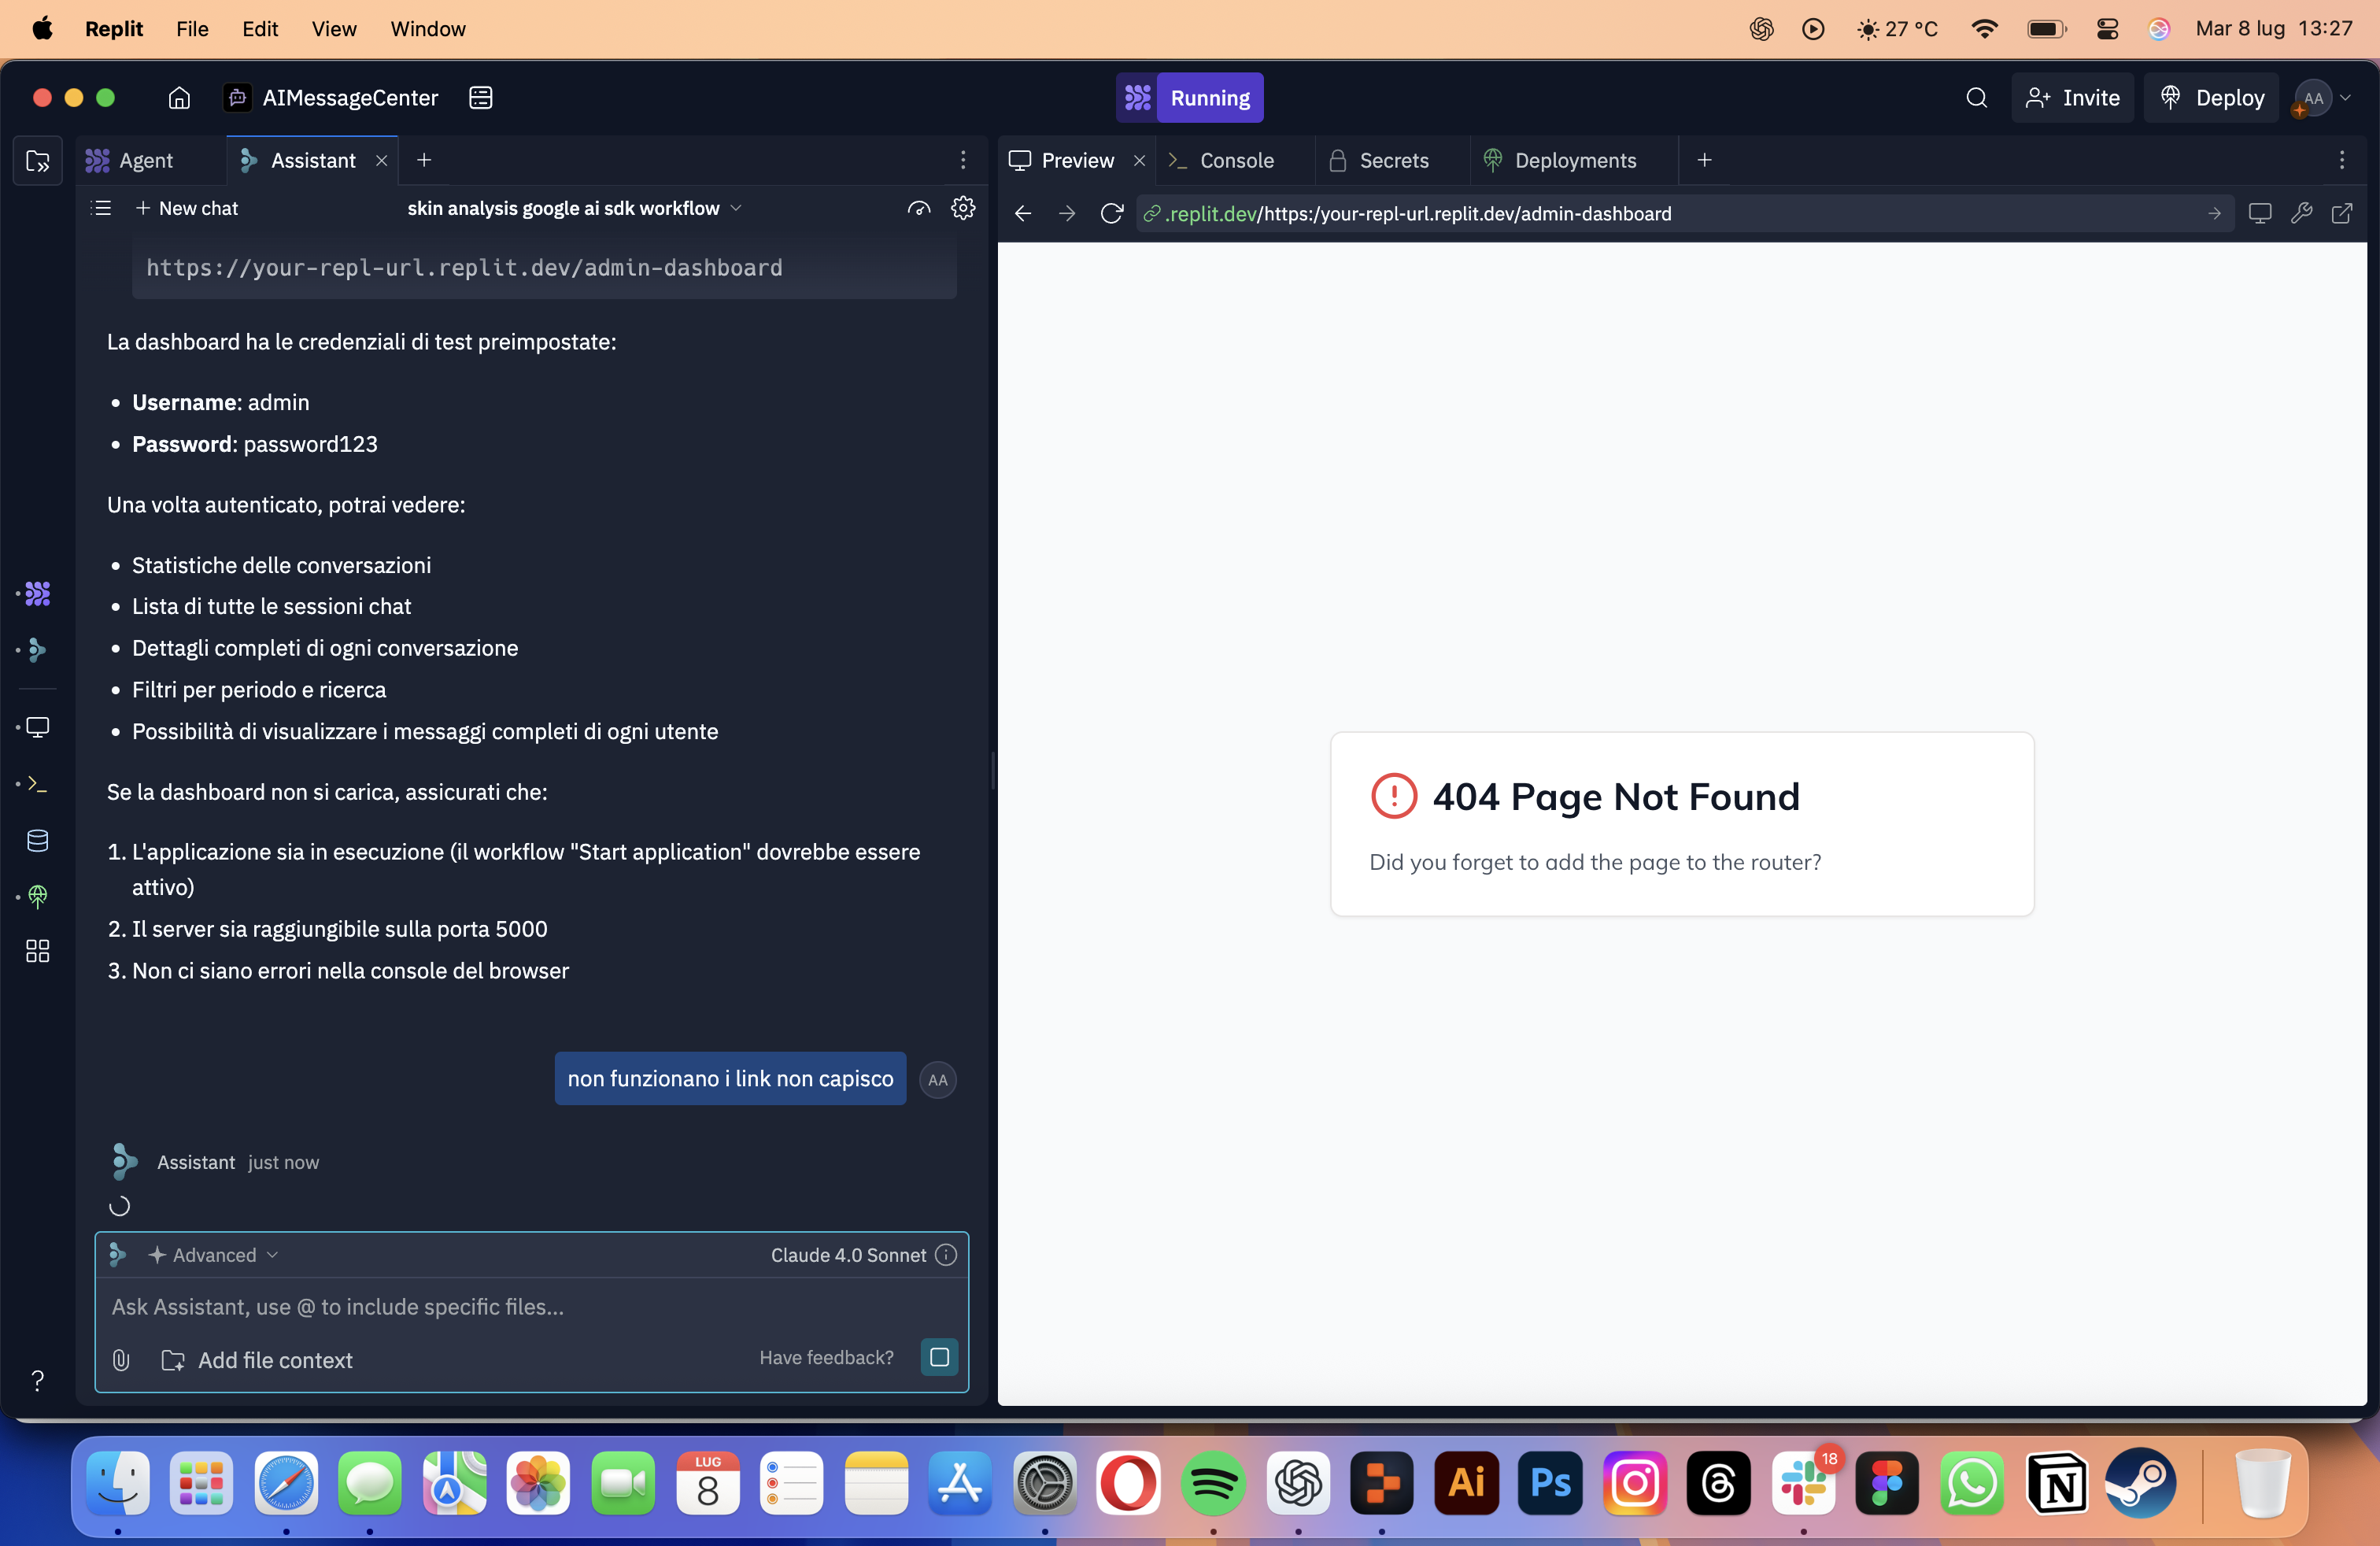 Replit File Edit View Window 27 °C Mar 8 lug 13:27
AIMessageCenter Running Invite Deploy AA
Agent Assistant
New chat skin analysis google ai sdk workflow
https://your-repl-url.replit.dev/admin-dashboard
La dashboard ha le credenziali di test preimpostate:
• Username: admin
• Password: password123
Una volta autenticato, potrai vedere:
• Statistiche delle conversazioni
• Lista di tutte le sessioni chat
• Dettagli completi di ogni conversazione
• Filtri per periodo e ricerca
• Possibilità di visualizzare i messaggi completi di ogni utente
Se la dashboard non si carica, assicurati che:
1. L'applicazione sia in esecuzione (il workflow "Start application" dovrebbe essere
attivo)
2. Il server sia raggiungibile sulla porta 5000
3. Non ci siano errori nella console del browser
non funzionano i link non capisco AA
Assistant just now
Advanced Claude 4.0 Sonnet
Ask Assistant, use @ to include specific files...
Add file context Have feedback?
Preview Console Secrets Deployments
.replit.dev/https:/your-repl-url.replit.dev/admin-dashboard
404 Page Not Found
Did you forget to add the page to the router?
LUG
8
Ai
Ps
18